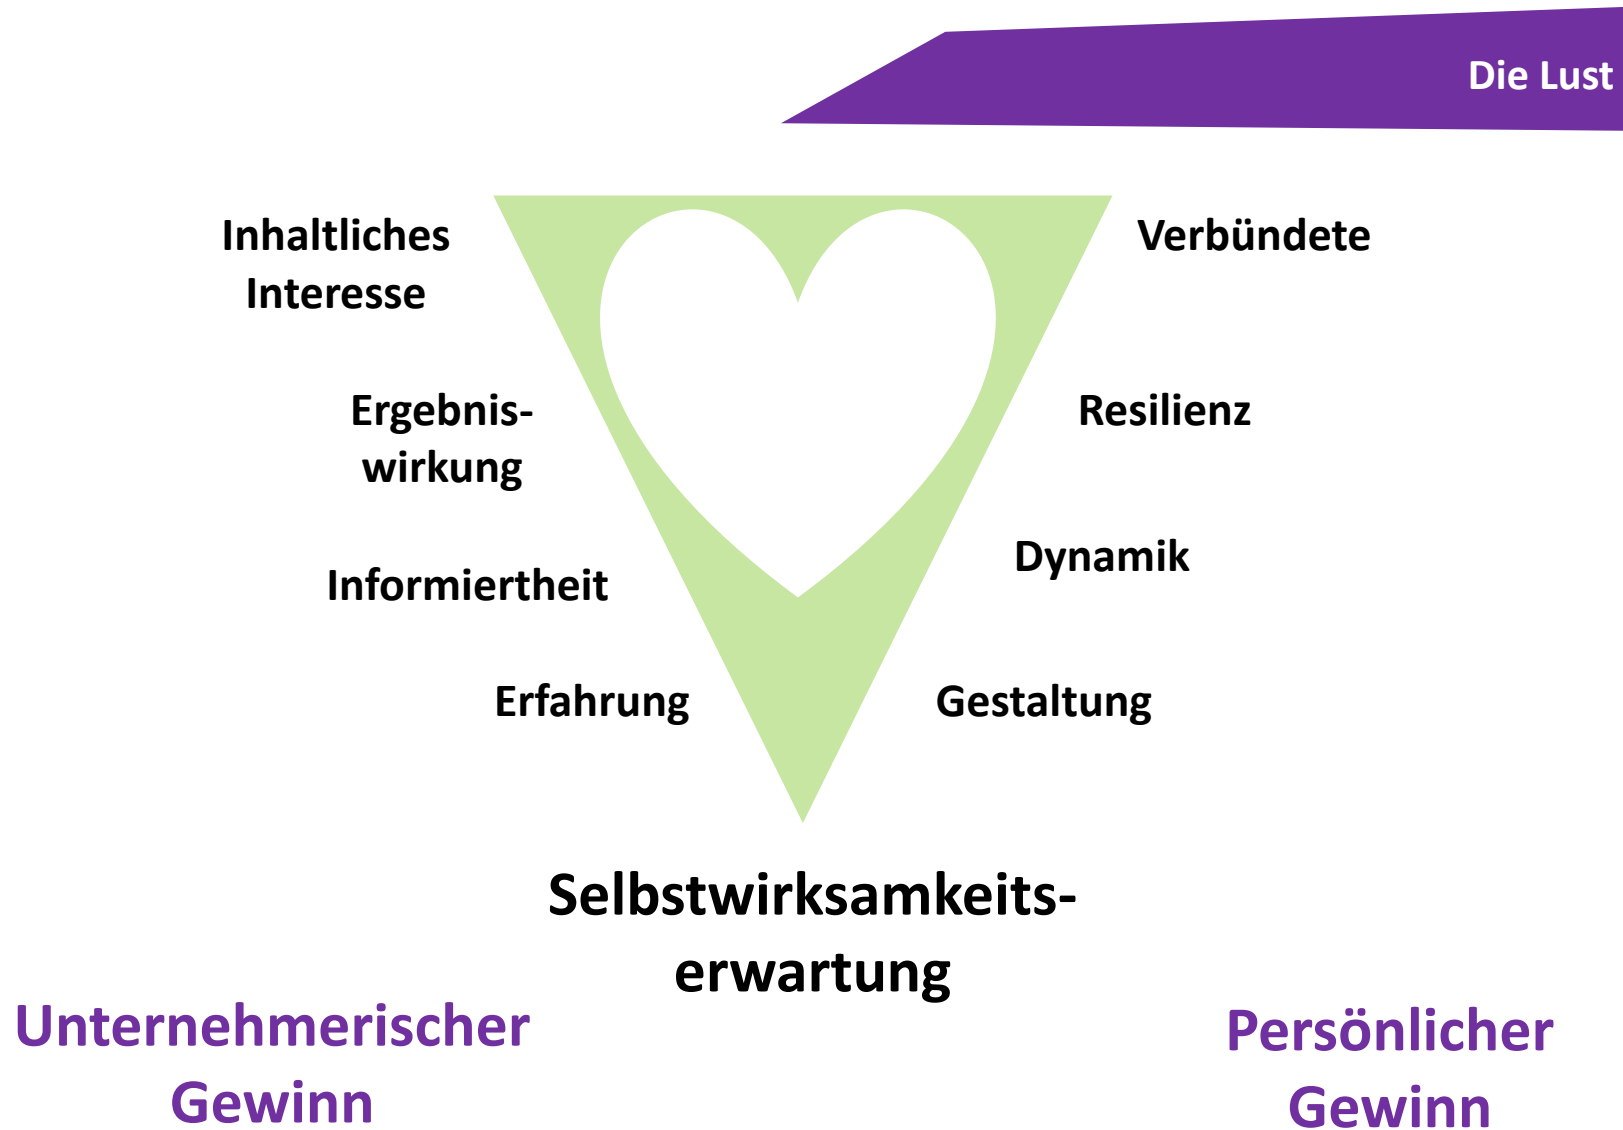 Die Lust
Inhaltliches
Interesse
Verbündete
Ergebnis-
wirkung
Resilienz
Informiertheit
Dynamik
Erfahrung
Gestaltung
Selbstwirksamkeits-
erwartung
Unternehmerischer
Gewinn
Persönlicher
Gewinn